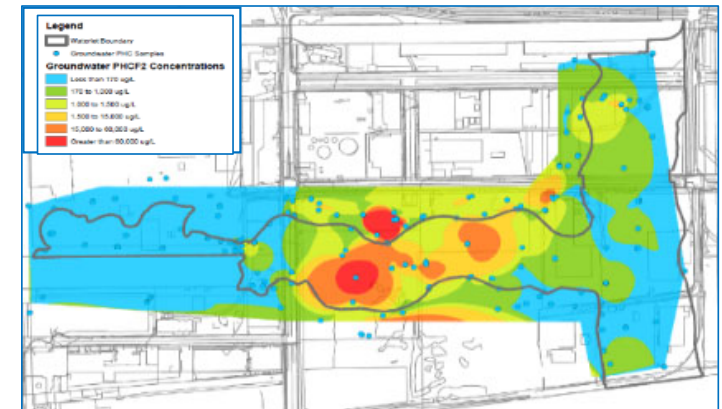 Legend
Waterlot Boundary
Groundwater PHC Samples
Groundwater PHCF2 Concentrations
Less than 170 ug/L
170 to 1,000 ug/L
1,000 to 1,500 ug/L
1,500 to 15,000 ug/L
15,000 to 60,000 ug/L
Greater than 60,000 ug/L